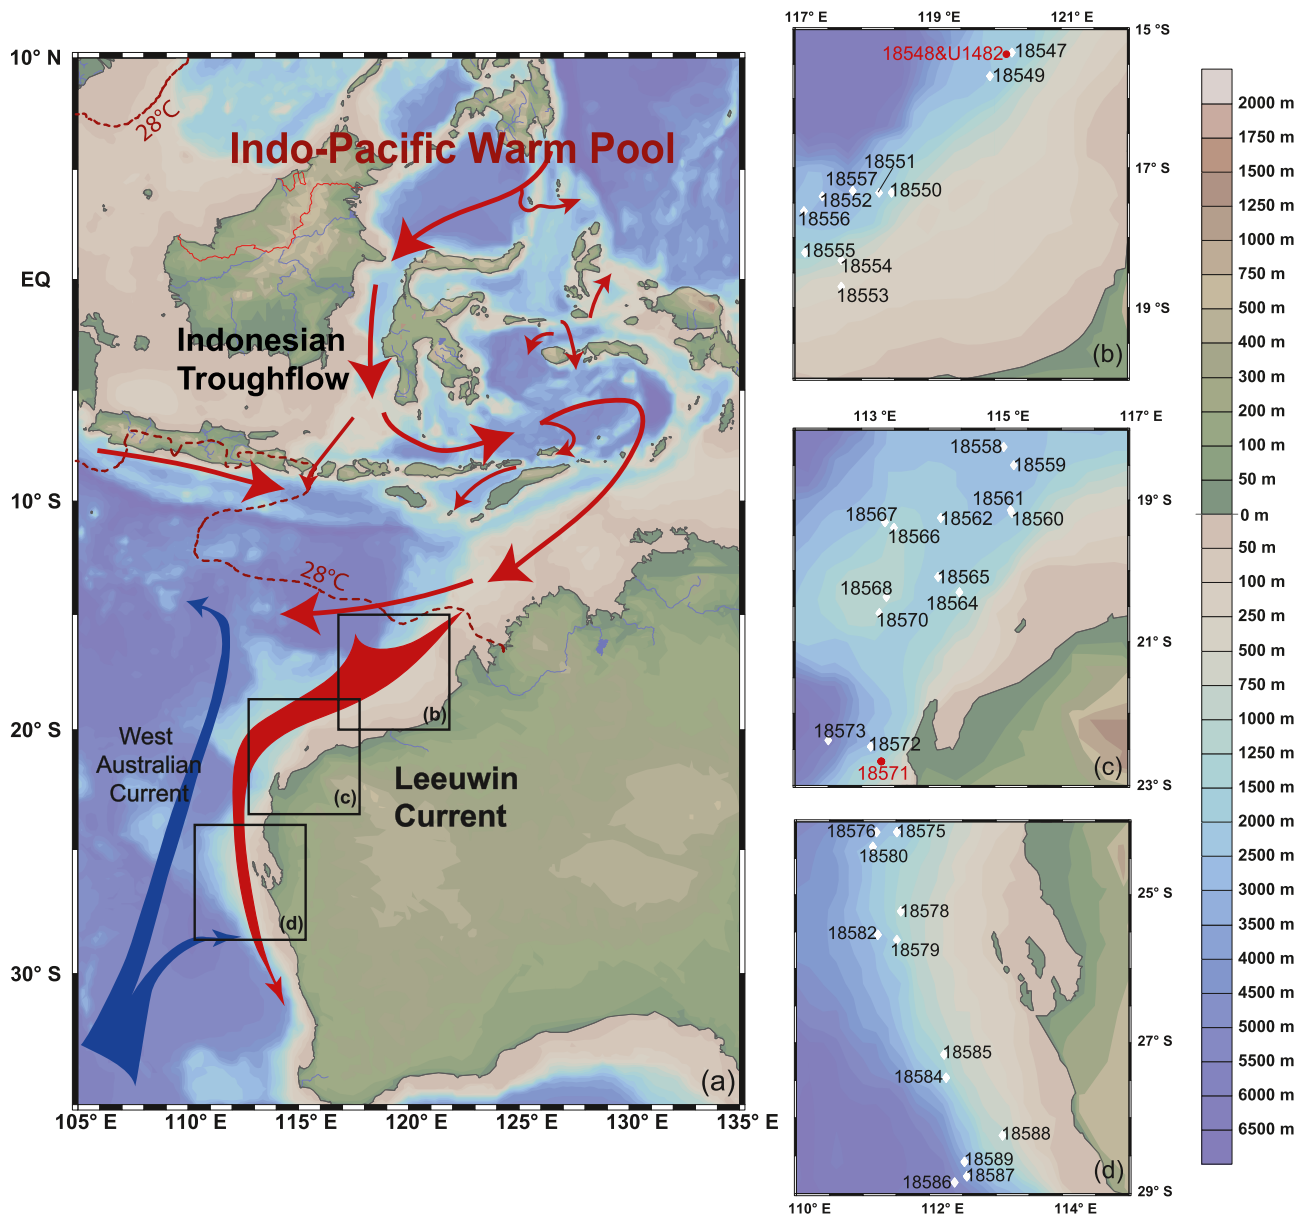 10° N
EQ
10° S
20° S
30° S
105° E
110° E
115° E
120° E
125° E
130° E
135° E
28°C
Indo-Pacific Warm Pool
Indonesian
Troughflow
28°C
West
Australian
Current
Leeuwin
Current
(b)
(c)
(d)
(a)
117° E
119° E
121° E
15° S
17° S
19° S
18548&U1482
18547
18549
18551
18557
18550
18552
18556
18555
18554
18553
(b)
113° E
115° E
117° E
19° S
21° S
23° S
18558
18559
18561
18567
18562
18560
18566
18565
18568
18564
18570
18573
18572
18571
(c)
18576
18575
18580
18578
18582
18579
18585
18584
18588
18589
18587
18586
(d)
25° S
27° S
29° S
110° E
112° E
114° E
2000 m
1750 m
1500 m
1250 m
1000 m
750 m
500 m
400 m
300 m
200 m
100 m
50 m
0 m
50 m
100 m
250 m
500 m
750 m
1000 m
1250 m
1500 m
2000 m
2500 m
3000 m
3500 m
4000 m
4500 m
5000 m
5500 m
6000 m
6500 m